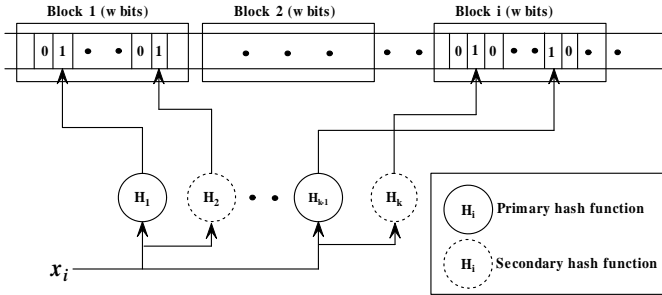 Block 1 (w bits) Block 2 (w bits) Block i (w bits)
0 1 • • 0 1 • • • • • • 0 1 0 • • 1 0 • •
H1 H2 • • Hk-1 Hk
Hi Primary hash function
Hi Secondary hash function
xi